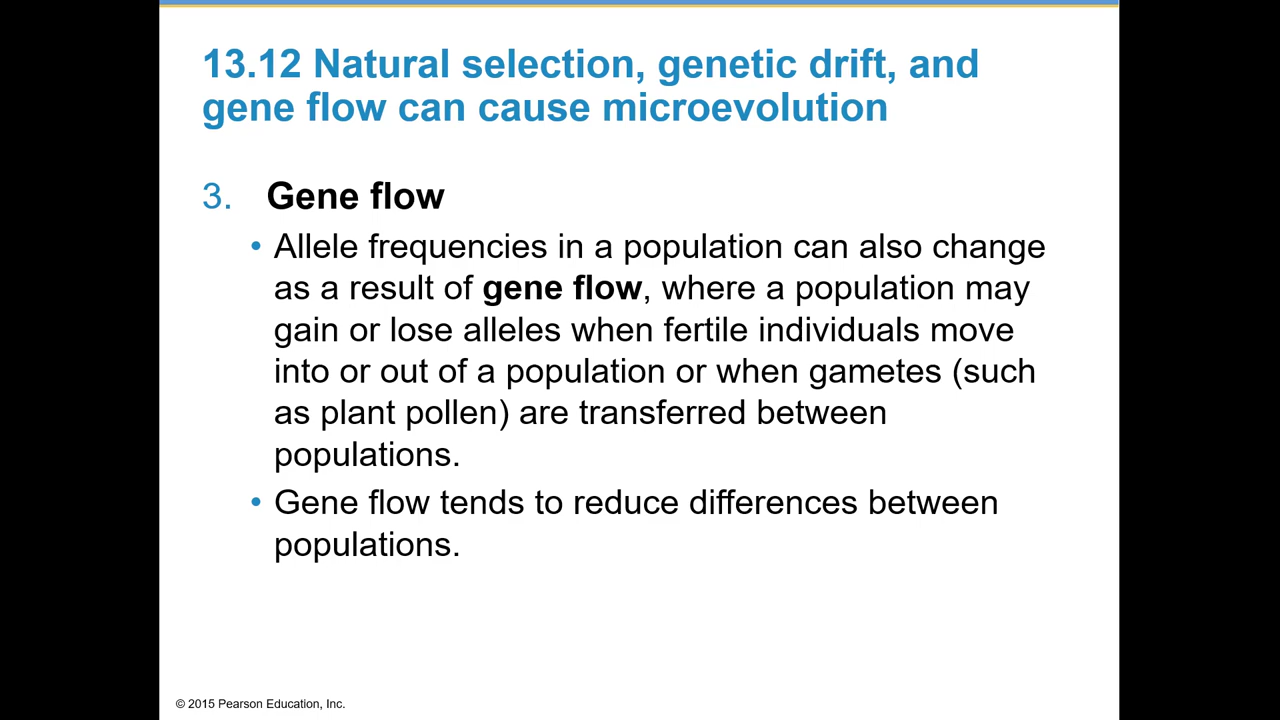 13.12 Natural selection, genetic drift, and
gene flow can cause microevolution
3. Gene flow
• Allele frequencies in a population can also change
as a result of gene flow, where a population may
gain or lose alleles when fertile individuals move
into or out of a population or when gametes (such
as plant pollen) are transferred between
populations.
• Gene flow tends to reduce differences between
populations.
© 2015 Pearson Education, Inc.